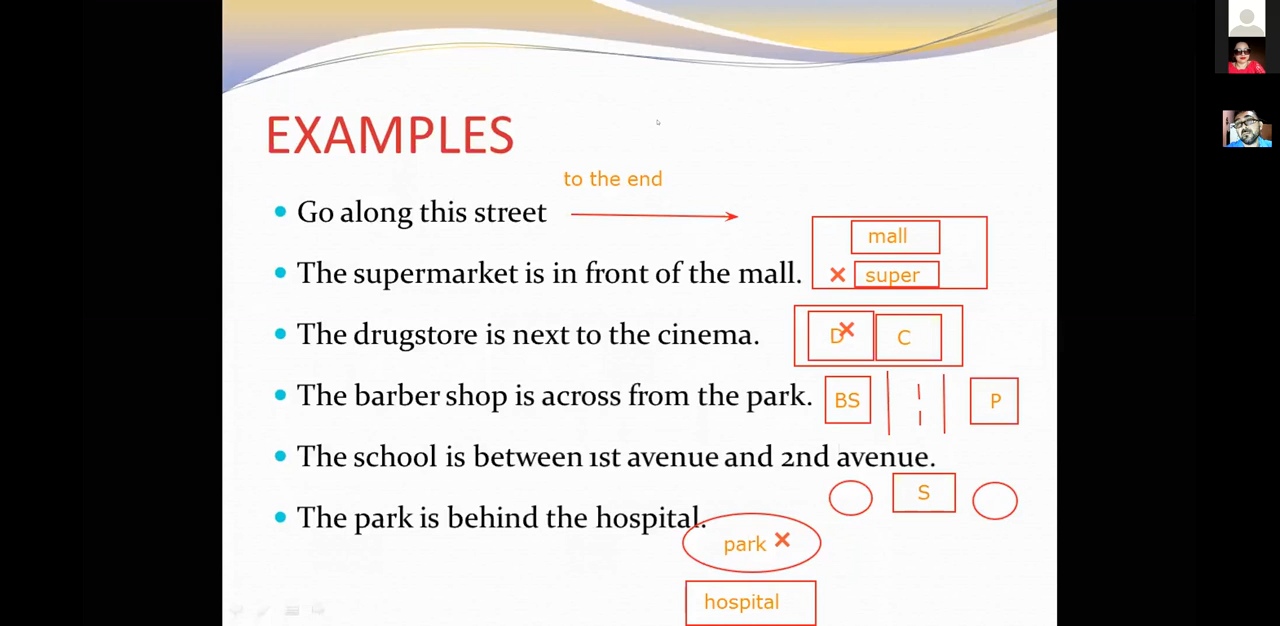 EXAMPLES
to the end
Go along this street
mall
The supermarket is in front of the mall.
super
The drugstore is next to the cinema.
D
C
The barber shop is across from the park.
BS
P
The school is between 1st avenue and 2nd avenue.
S
The park is behind the hospital.
park
hospital